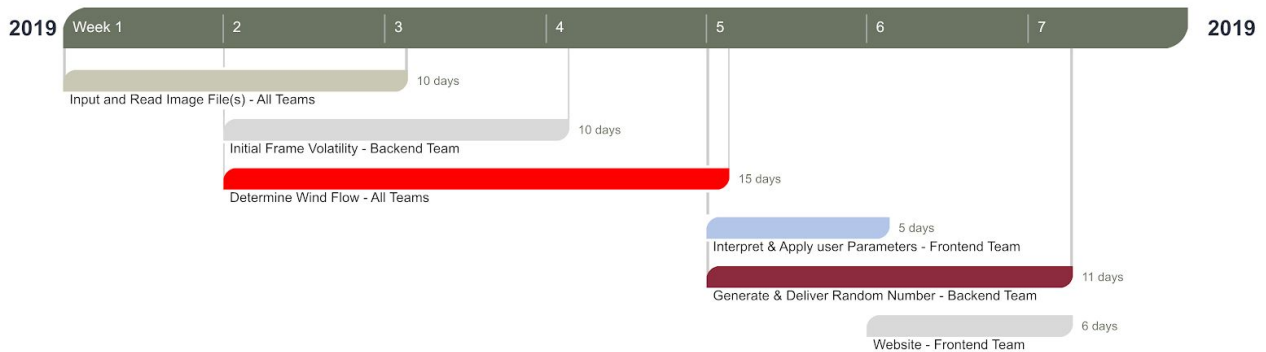 2019 Week 1 2 3 4 5 6 7 2019
10 days
Input and Read Image File(s) - All Teams
10 days
Initial Frame Volatility - Backend Team
15 days
Determine Wind Flow - All Teams
5 days
Interpret & Apply user Parameters - Frontend Team
11 days
Generate & Deliver Random Number - Backend Team
6 days
Website - Frontend Team